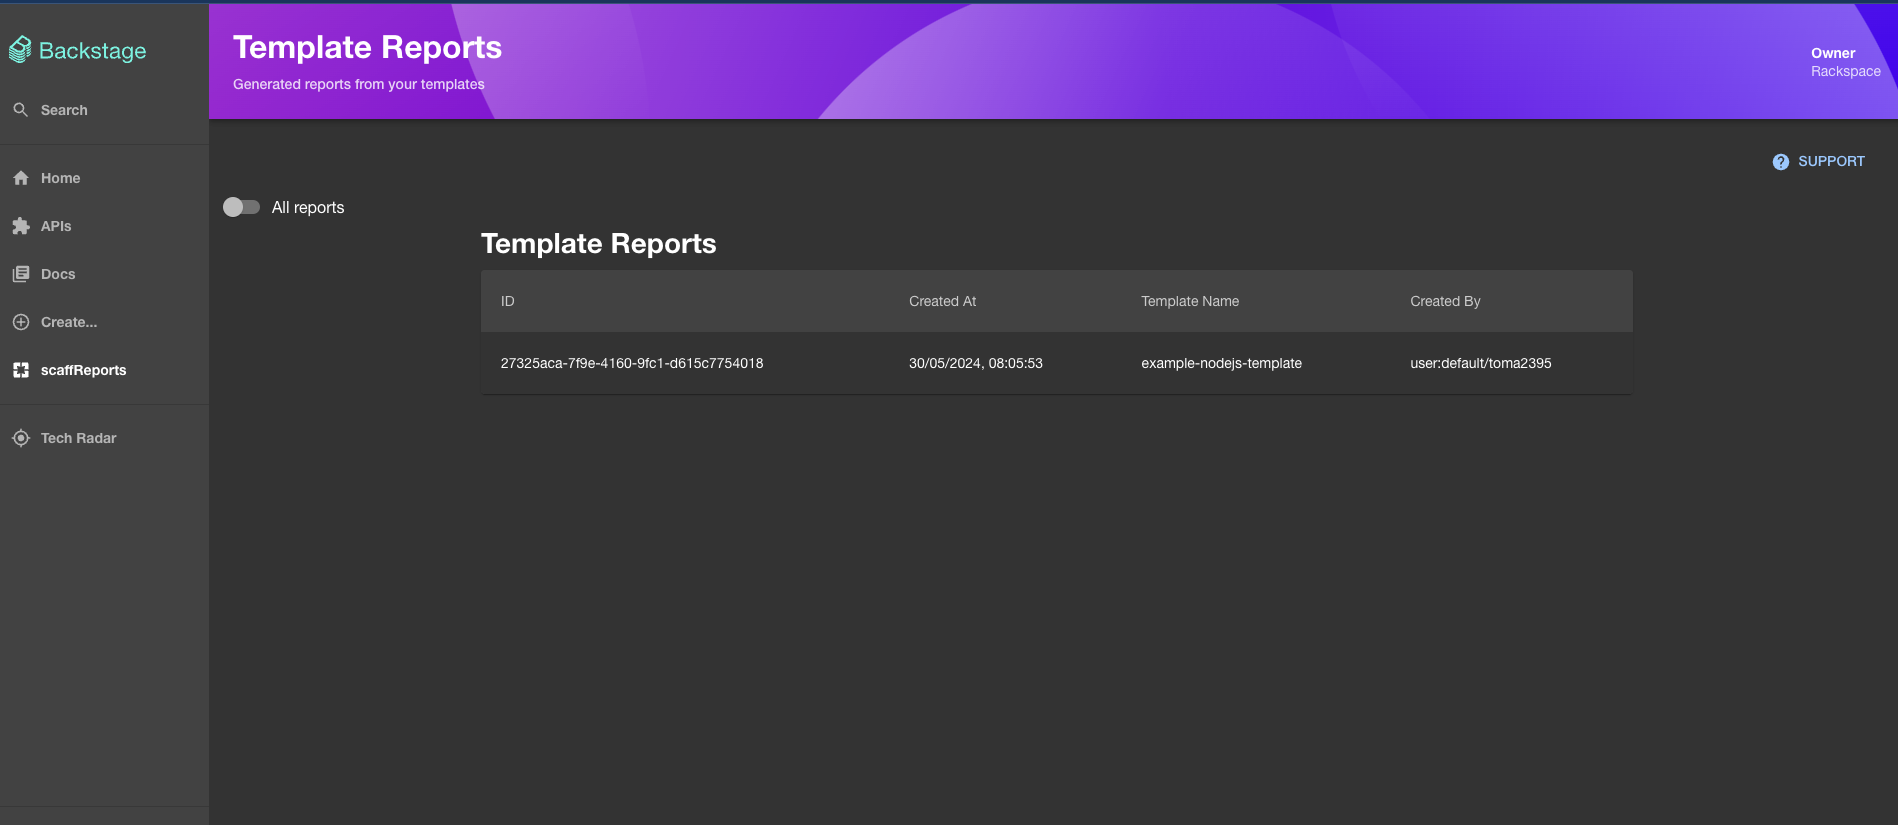 Backstage
Search
Home
APIs
Docs
Create...
scaffReports
Tech Radar
Template Reports
Generated reports from your templates
Owner
Rackspace
SUPPORT
All reports
Template Reports
ID Created At Template Name Created By
27325aca-7f9e-4160-9fc1-d615c7754018 30/05/2024, 08:05:53 example-nodejs-template user:default/toma2395